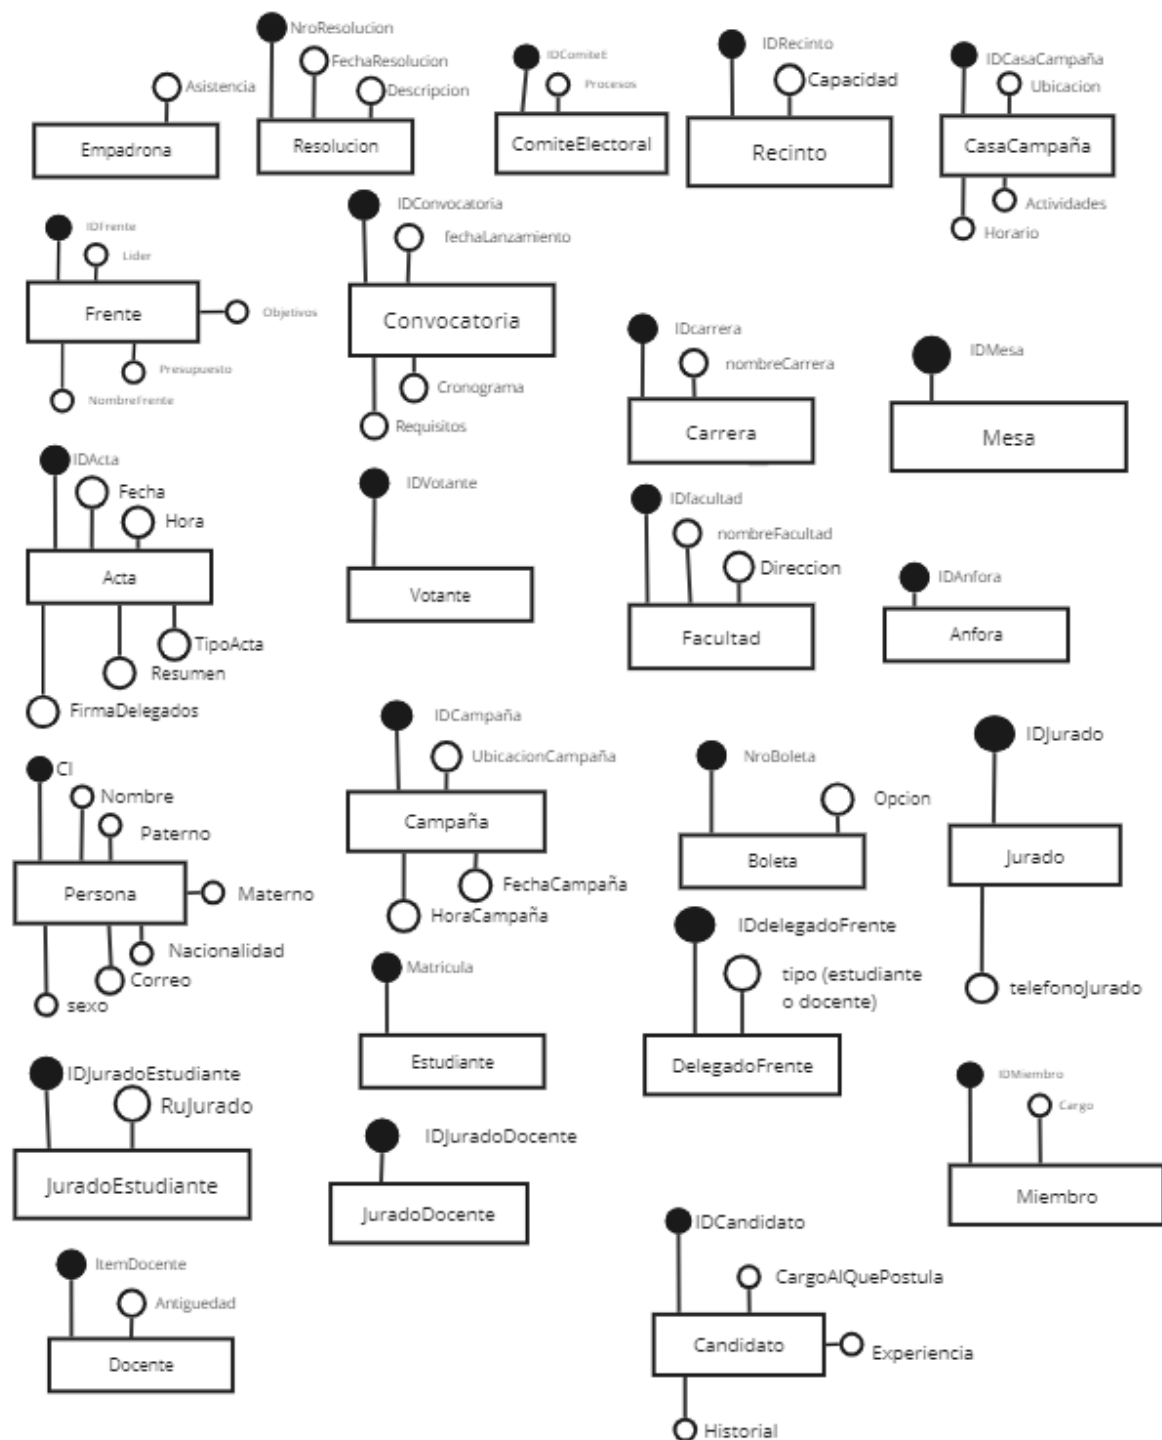 NroResolucion
FechaResolucion
Asistencia
Descripcion
Empadrona
Resolucion
IDComiteE
Procesos
ComiteElectoral
IDRecinto
Capacidad
Recinto
IDCasaCampaña
Ubicacion
CasaCampaña
Actividades
Horario
IDFrente
Lider
Frente
Objetivos
Presupuesto
NombreFrente
IDConvocatoria
fechaLanzamiento
Convocatoria
Cronograma
Requisitos
IDcarrera
nombreCarrera
Carrera
IDMesa
Mesa
IDActa
Fecha
Hora
Acta
TipoActa
Resumen
FirmaDelegados
IDVotante
Votante
IDfacultad
nombreFacultad
Direccion
Facultad
IDAnfora
Anfora
IDCampaña
UbicacionCampaña
Campaña
FechaCampaña
HoraCampaña
NroBoleta
Opcion
Boleta
IDJurado
Jurado
telefonoJurado
CI
Nombre
Paterno
Persona
Materno
Nacionalidad
Correo
sexo
Matricula
Estudiante
IDdelegadoFrente
tipo (estudiante
o docente)
DelegadoFrente
IDJuradoEstudiante
RuJurado
JuradoEstudiante
IDJuradoDocente
JuradoDocente
IDMiembro
Cargo
Miembro
ItemDocente
Antiguedad
Docente
IDCandidato
CargoAlQuePostula
Candidato
Experiencia
Historial